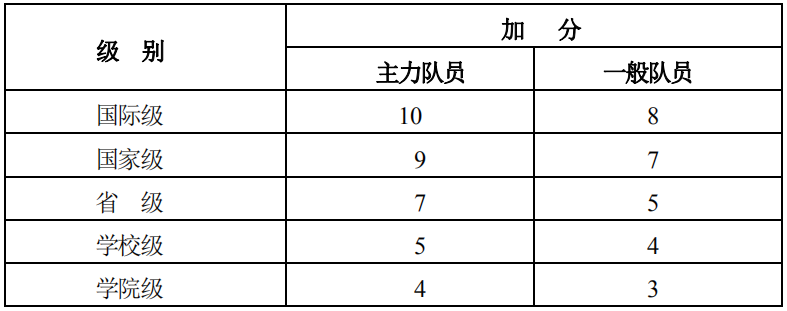 级 别 加 分
主力队员 一般队员
国际级 10 8
国家级 9 7
省 级 7 5
学校级 5 4
学院级 4 3